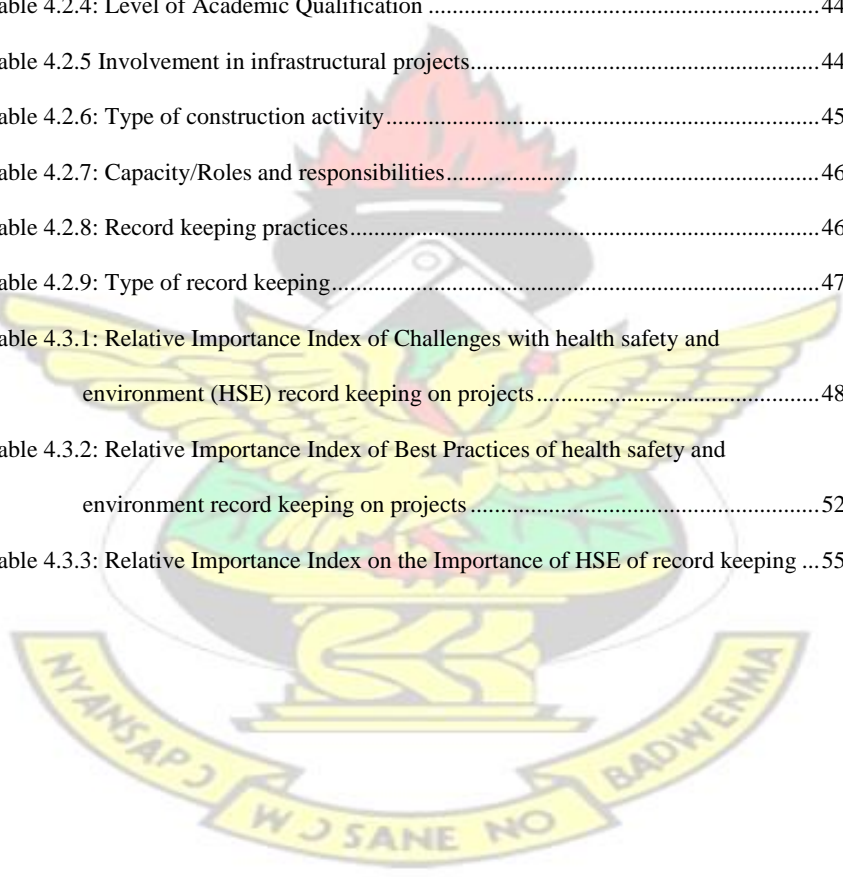 able 4.2.4: Level of Academic Qualification ........................................................................44
able 4.2.5 Involvement in infrastructural projects................................................................44
able 4.2.6: Type of construction activity................................................................................45
able 4.2.7: Capacity/Roles and responsibilities.....................................................................46
able 4.2.8: Record keeping practices......................................................................................46
able 4.2.9: Type of record keeping..........................................................................................47
able 4.3.1: Relative Importance Index of Challenges with health safety and
environment (HSE) record keeping on projects....................................................48
able 4.3.2: Relative Importance Index of Best Practices of health safety and
environment record keeping on projects ................................................................52
able 4.3.3: Relative Importance Index on the Importance of HSE of record keeping ...55
NYANSAPƆ WƆSANE NO BADWENMA